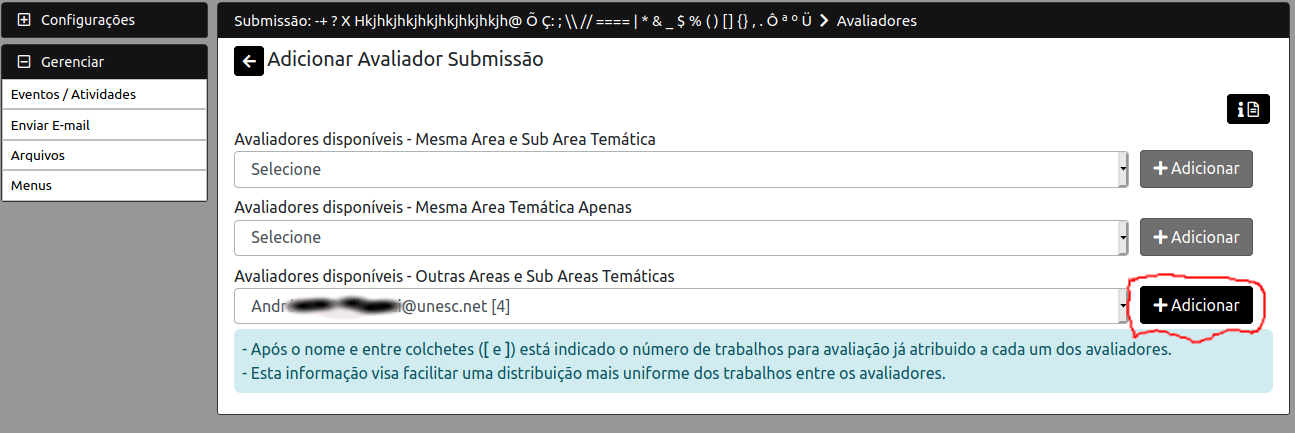 Configurações
Gerenciar
Eventos / Atividades
Enviar E-mail
Arquivos
Menus
Submissão: -+ ? X Hkjhkjhkjhkjhkjhkjhkjh@ Õ Ç: ; \\ // ==== | * & _ $ % ( ) [ ] {} , . Ô ª º Ü > Avaliadores
Adicionar Avaliador Submissão
Avaliadores disponíveis - Mesma Area e Sub Area Temática
Selecione + Adicionar
Avaliadores disponíveis - Mesma Area Temática Apenas
Selecione + Adicionar
Avaliadores disponíveis - Outras Areas e Sub Areas Temáticas
Andr i@unesc.net [4] + Adicionar
- Após o nome e entre colchetes ([ e ]) está indicado o número de trabalhos para avaliação já atribuido a cada um dos avaliadores.
- Esta informação visa facilitar uma distribuição mais uniforme dos trabalhos entre os avaliadores.